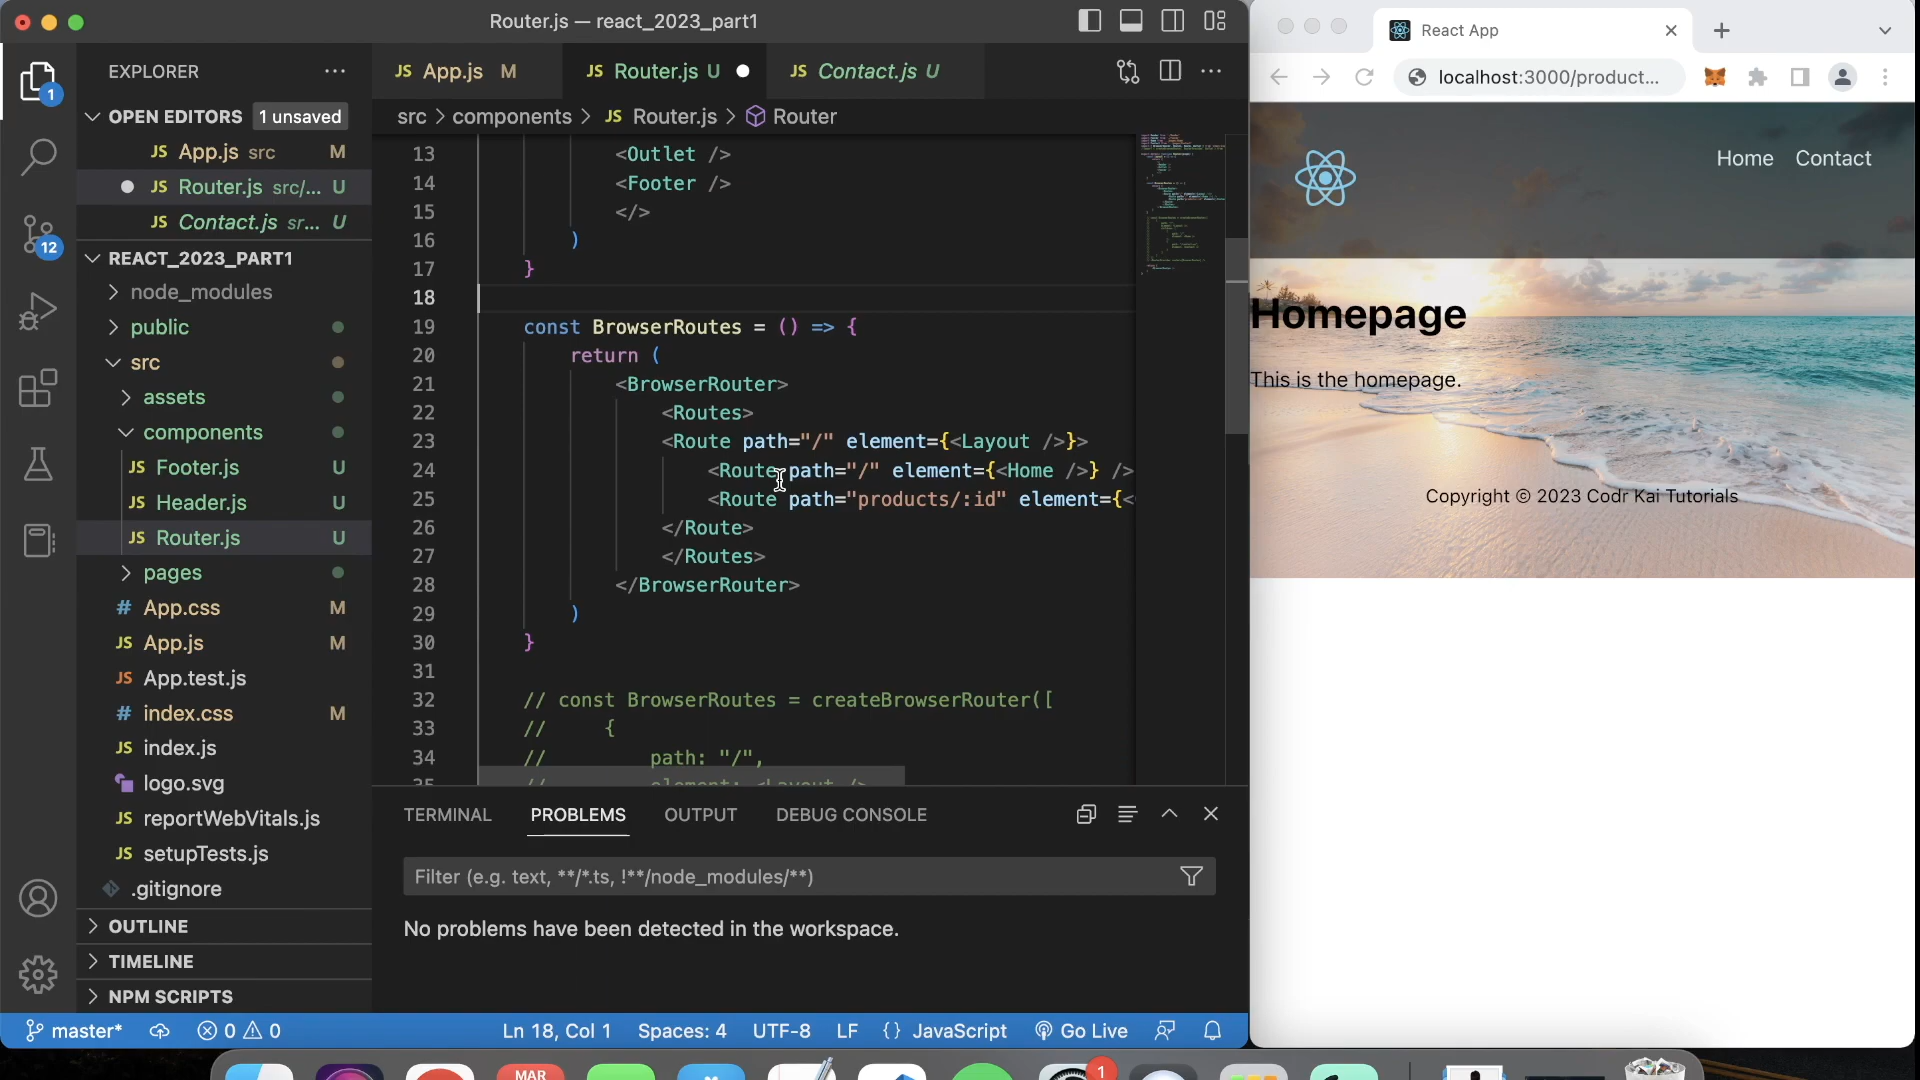 Router.js — react_2023_part1
EXPLORER
OPEN EDITORS 1 unsaved
JS App.js src M
JS Router.js src/... U
JS Contact.js sr... U
REACT_2023_PART1
node_modules
public
src
assets
components
JS Footer.js U
JS Header.js U
JS Router.js U
pages
# App.css M
JS App.js M
JS App.test.js
# index.css M
JS index.js
logo.svg
JS reportWebVitals.js
JS setupTests.js
.gitignore
OUTLINE
TIMELINE
NPM SCRIPTS
1
12
JS App.js M
JS Router.js U
JS Contact.js U
src > components > JS Router.js > Router
13 <Outlet />
14 <Footer />
15 </>
16 )
17 }
18
19 const BrowserRoutes = () => {
20 return (
21 <BrowserRouter>
22 <Routes>
23 <Route path="/" element={<Layout />}>
24 <Route path="/" element={<Home />} />
25 <Route path="products/:id" element={<
26 </Route>
27 </Routes>
28 </BrowserRouter>
29 )
30 }
31
32 // const BrowserRoutes = createBrowserRouter([
33 // {
34 // path: "/",
35 // element: <Layout />
TERMINAL PROBLEMS OUTPUT DEBUG CONSOLE
Filter (e.g. text, **/*.ts, !**/node_modules/**)
No problems have been detected in the workspace.
master* 0 0 Ln 18, Col 1 Spaces: 4 UTF-8 LF {} JavaScript Go Live
React App
localhost:3000/product...
Home Contact
Homepage
This is the homepage.
Copyright © 2023 Codr Kai Tutorials
MAR
1